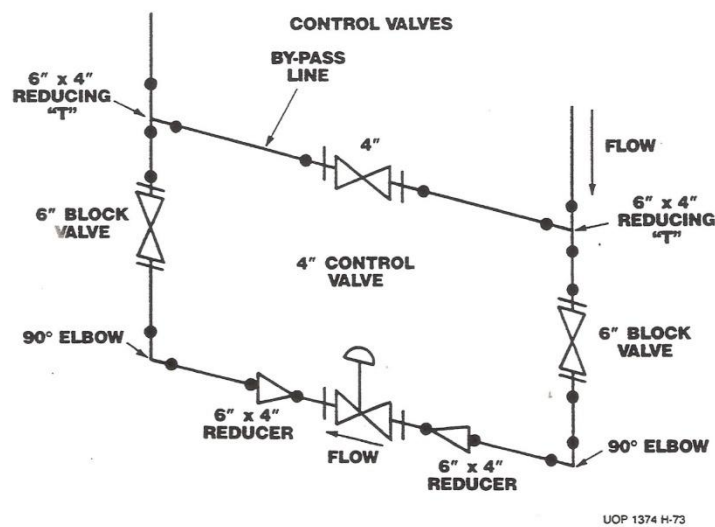 CONTROL VALVES
BY-PASS
LINE
6" x 4"
REDUCING
"T"
4"
FLOW
6" x 4"
REDUCING
"T"
6" BLOCK
VALVE
4" CONTROL
VALVE
6" BLOCK
VALVE
90° ELBOW
6" x 4"
REDUCER
FLOW
6" x 4"
REDUCER
90° ELBOW
UOP 1374 H-73